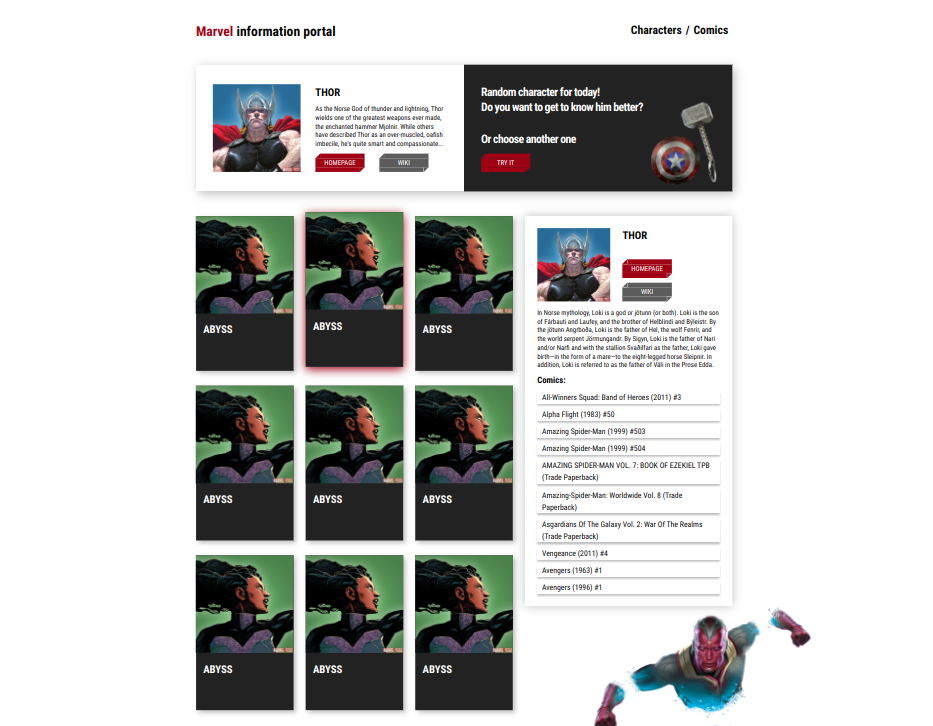 Marvel information portal
Characters / Comics
THOR
As the Norse God of thunder and lightning, Thor
wields one of the greatest weapons ever made,
the enchanted hammer Mjolnir. While others
have described Thor as an over-muscled, oafish
imbecile, he's quite smart and compassionate...
HOMEPAGE
WIKI
Random character for today!
Do you want to get to know him better?
Or choose another one
TRY IT
ABYSS
ABYSS
ABYSS
ABYSS
ABYSS
ABYSS
ABYSS
ABYSS
ABYSS
THOR
HOMEPAGE
WIKI
In Norse mythology, Loki is a god or jötunn (or both). Loki is the son
of Fárbauti and Laufey, and the brother of Helblindi and Býleistr. By
the jötunn Angrboða, Loki is the father of Hel, the wolf Fenrir, and
the world serpent Jörmungandr. By Sigyn, Loki is the father of Nari
and/or Narfi and with the stallion Svaðilfari as the father, Loki gave
birth—in the form of a mare—to the eight-legged horse Sleipnir. In
addition, Loki is referred to as the father of Váli in the Prose Edda.
Comics:
All-Winners Squad: Band of Heroes (2011) #3
Alpha Flight (1983) #50
Amazing Spider-Man (1999) #503
Amazing Spider-Man (1999) #504
AMAZING SPIDER-MAN VOL. 7: BOOK OF EZEKIEL TPB
(Trade Paperback)
Amazing-Spider-Man: Worldwide Vol. 8 (Trade
Paperback)
Asgardians Of The Galaxy Vol. 2: War Of The Realms
(Trade Paperback)
Vengeance (2011) #4
Avengers (1963) #1
Avengers (1996) #1